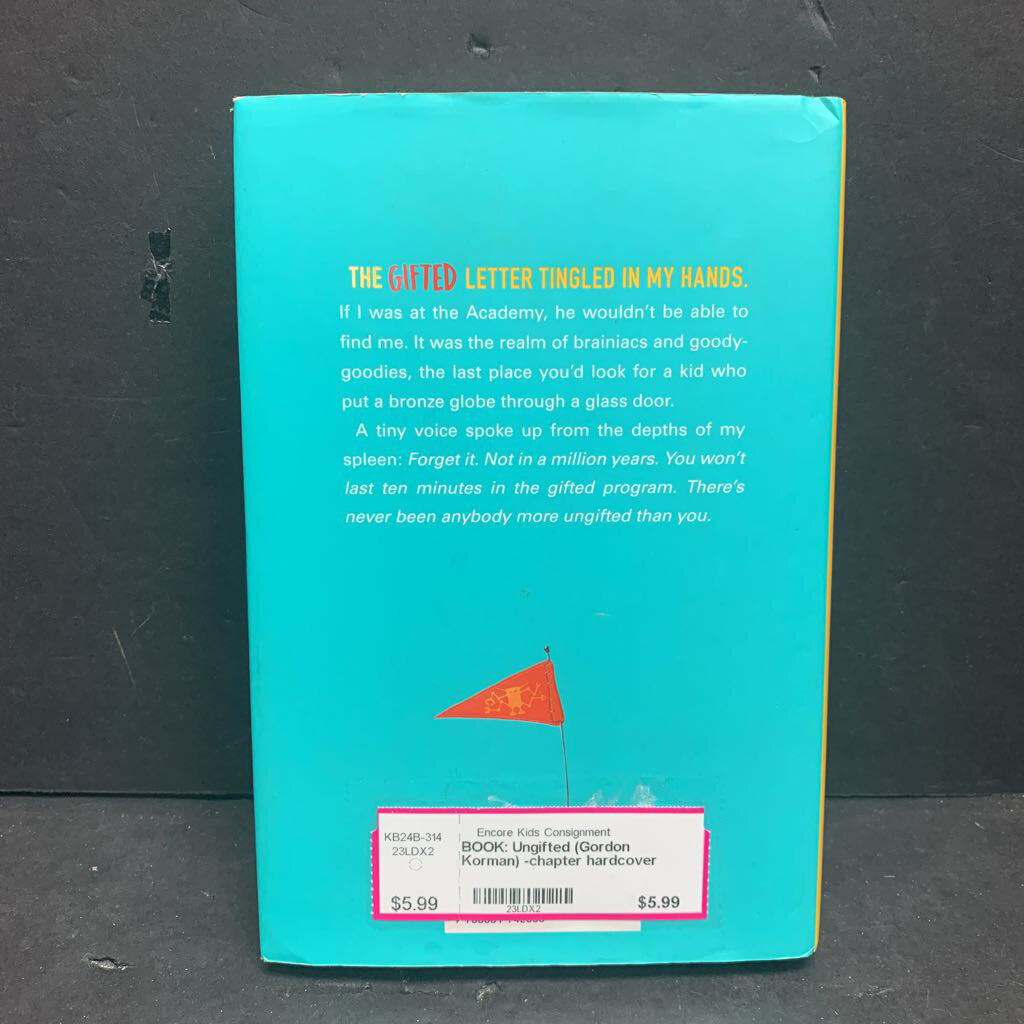 THE GIFTED LETTER TINGLED IN MY HANDS.
If I was at the Academy, he wouldn't be able to
find me. It was the realm of brainiacs and goody-
goodies, the last place you'd look for a kid who
put a bronze globe through a glass door.
A tiny voice spoke up from the depths of my
spleen: Forget it. Not in a million years. You won't
last ten minutes in the gifted program. There's
never been anybody more ungifted than you.
KB24B-314
23LDX2
$5.99
Encore Kids Consignment
BOOK: Ungifted (Gordon
Korman) -chapter hardcover
23LDX2
$5.99